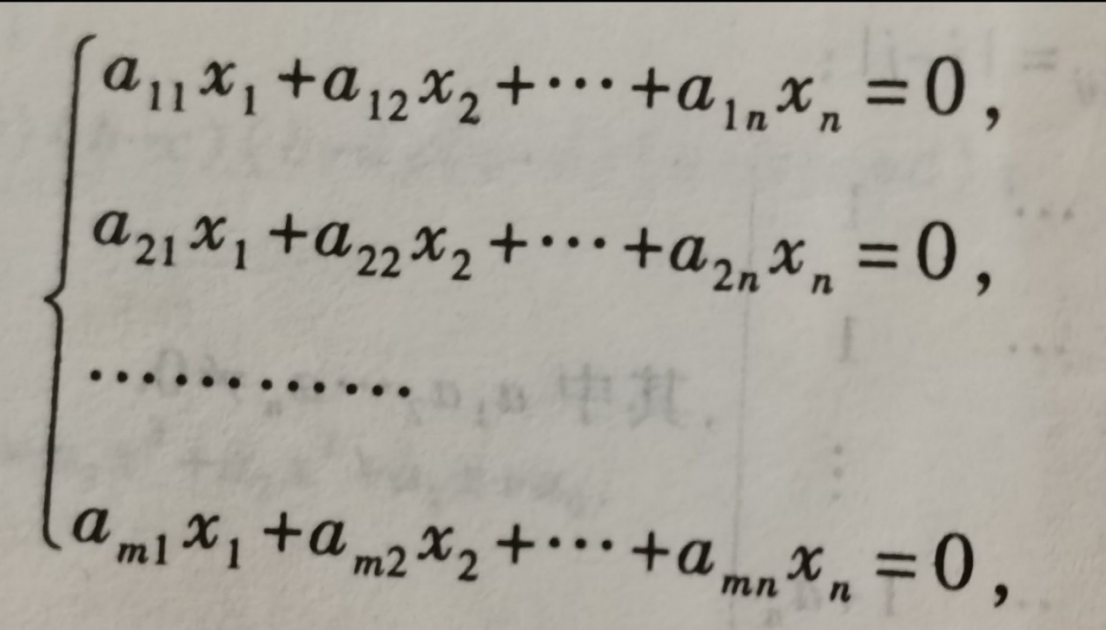 a₁₁x₁+a₁₂x₂+⋯+a₁ₙxₙ=0,
a₂₁x₁+a₂₂x₂+⋯+a₂ₙxₙ=0,
…………
aₘ₁x₁+aₘ₂x₂+⋯+aₘₙxₙ=0,